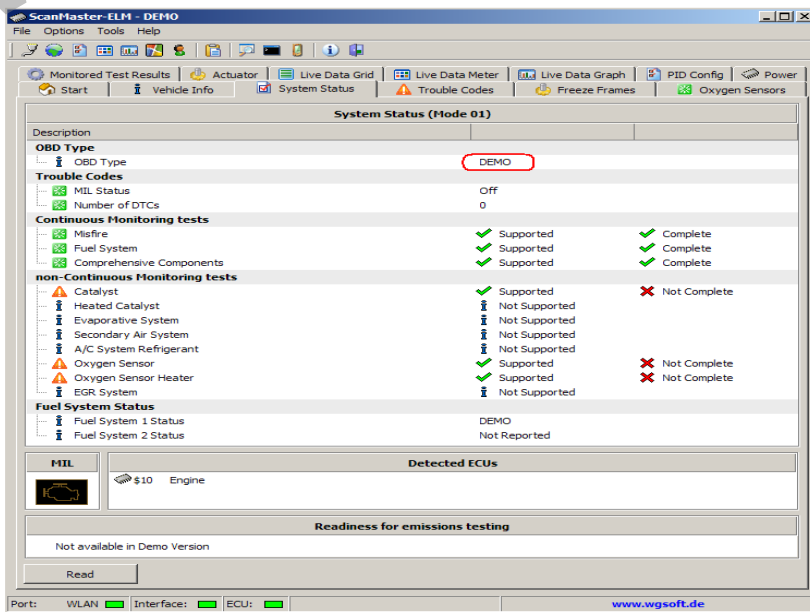 ScanMaster-ELM - DEMO
File Options Tools Help
Monitored Test Results Actuator Live Data Grid Live Data Meter Live Data Graph PID Config Power
Start Vehicle Info System Status Trouble Codes Freeze Frames Oxygen Sensors
System Status (Mode 01)
Description
OBD Type
OBD Type DEMO
Trouble Codes
MIL Status Off
Number of DTCs 0
Continuous Monitoring tests
Misfire Supported Complete
Fuel System Supported Complete
Comprehensive Components Supported Complete
non-Continuous Monitoring tests
Catalyst Supported Not Complete
Heated Catalyst Not Supported
Evaporative System Not Supported
Secondary Air System Not Supported
A/C System Refrigerant Not Supported
Oxygen Sensor Supported Not Complete
Oxygen Sensor Heater Supported Not Complete
EGR System Not Supported
Fuel System Status
Fuel System 1 Status DEMO
Fuel System 2 Status Not Reported
MIL Detected ECUs
$10 Engine
Readiness for emissions testing
Not available in Demo Version
Read
Port: WLAN Interface: ECU: www.wgsoft.de